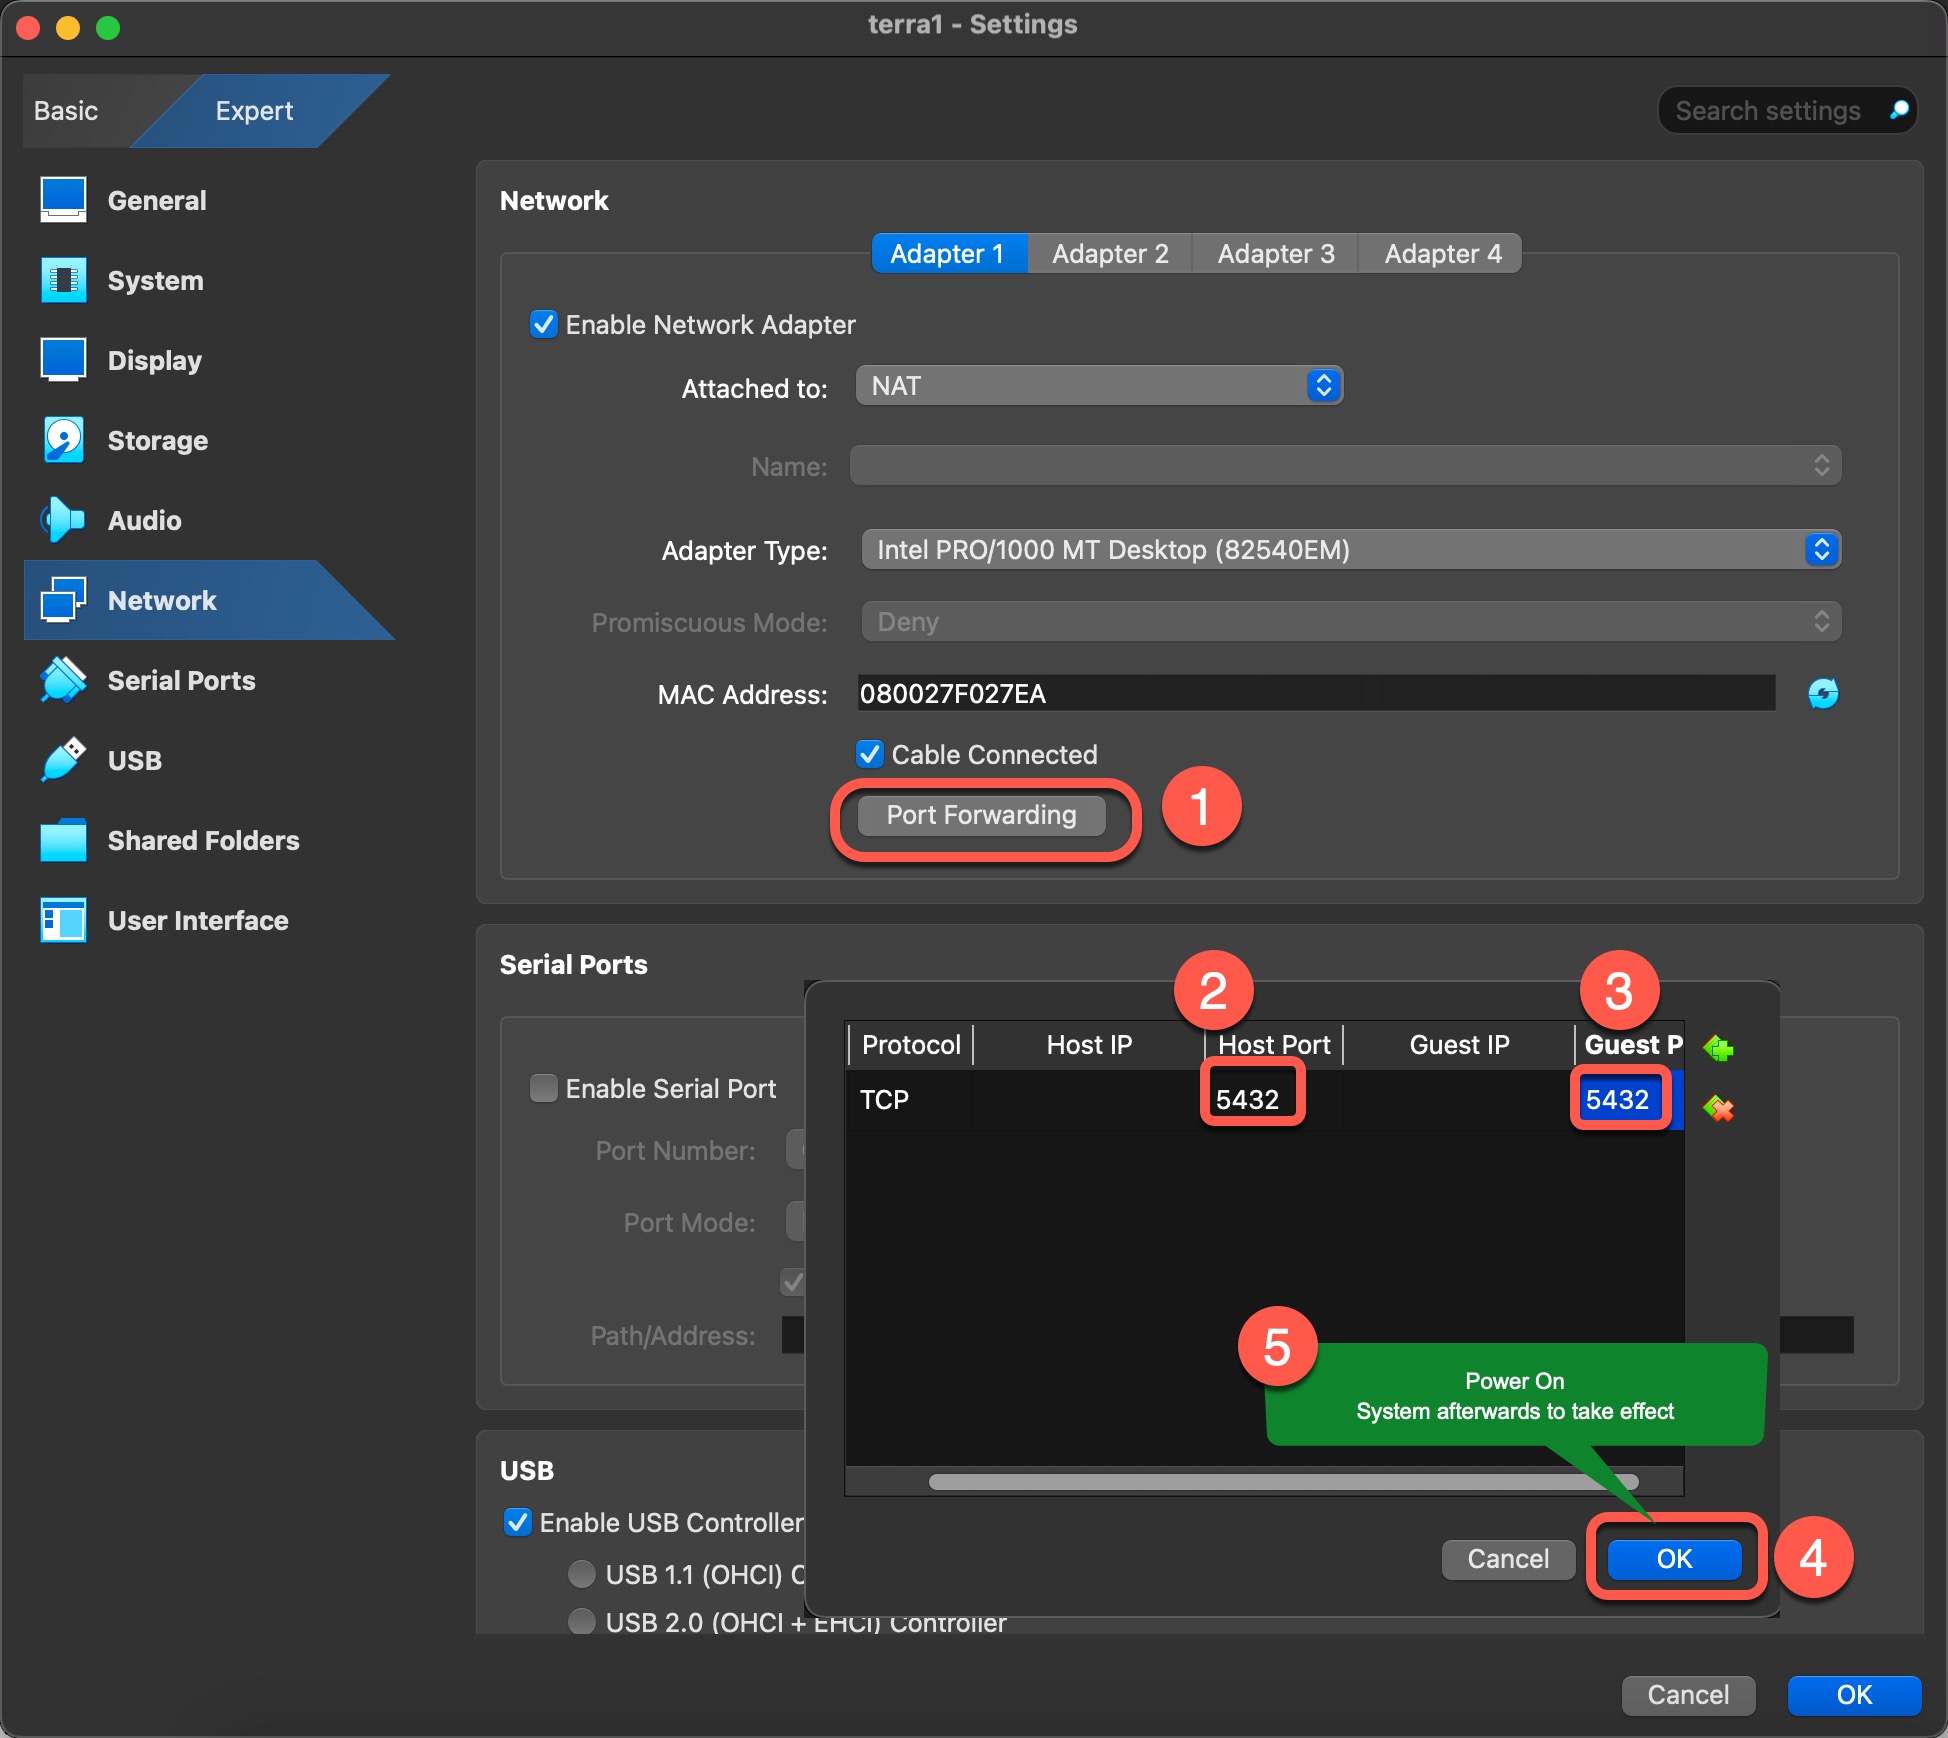 terra1 - Settings
Basic
Expert
Search settings
General
System
Display
Storage
Audio
Network
Serial Ports
USB
Shared Folders
User Interface
Network
Adapter 1
Adapter 2
Adapter 3
Adapter 4
Enable Network Adapter
Attached to:
NAT
Name:
Adapter Type:
Intel PRO/1000 MT Desktop (82540EM)
Promiscuous Mode:
Deny
MAC Address:
080027F027EA
Cable Connected
Port Forwarding
1
Serial Ports
Enable Serial Port
Port Number:
Port Mode:
Path/Address:
2
3
Protocol
Host IP
Host Port
Guest IP
Guest P
TCP
5432
5432
5
Power On
System afterwards to take effect
Cancel
OK
4
USB
Enable USB Controller
USB 1.1 (OHCI) C
USB 2.0 (OHCI + EHCI) Controller
Cancel
OK